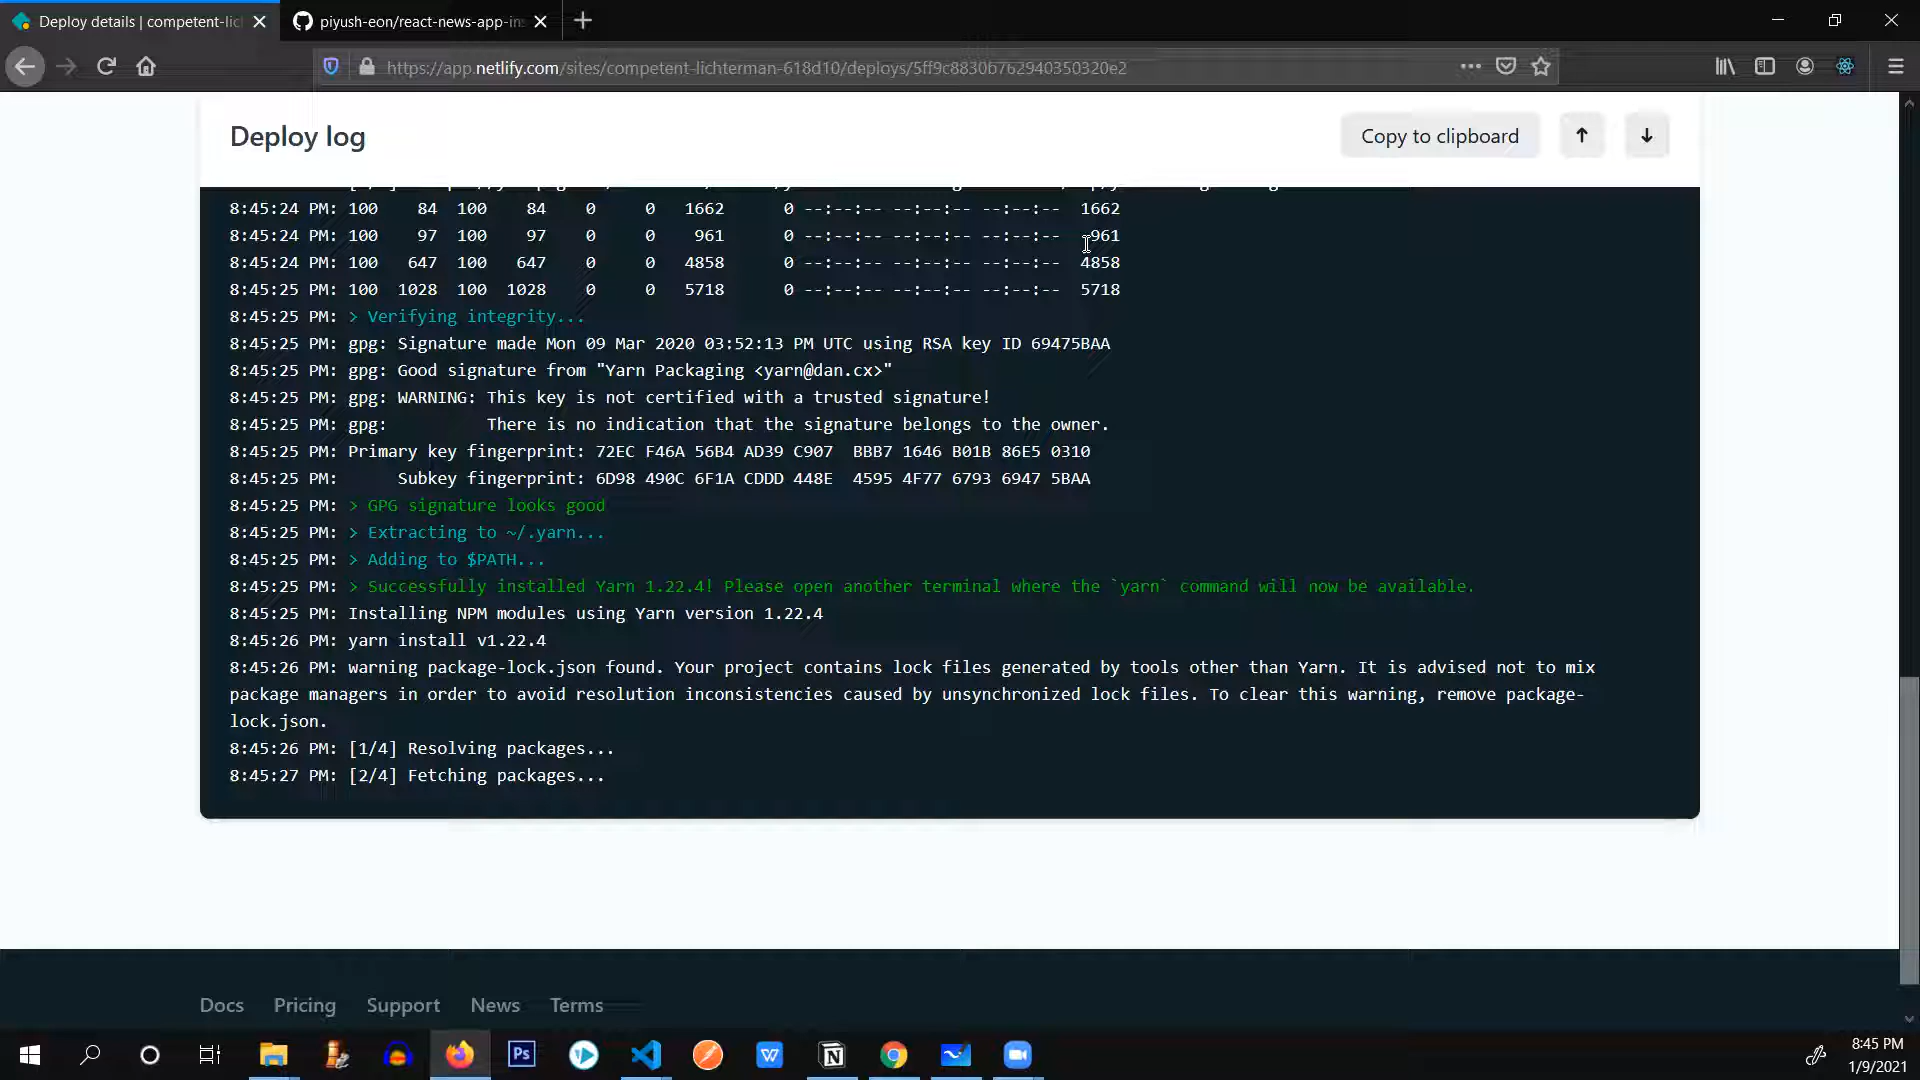 Deploy details | competent-lich
piyush-eon/react-news-app-ins
https://app.netlify.com/sites/competent-lichterman-618d10/deploys/5ff9c8830b762940350320e2
Deploy log
Copy to clipboard
8:45:24 PM: 100 84 100 84 0 0 1662 0 --:--:-- --:--:-- --:--:-- 1662
8:45:24 PM: 100 97 100 97 0 0 961 0 --:--:-- --:--:-- --:--:-- 961
8:45:24 PM: 100 647 100 647 0 0 4858 0 --:--:-- --:--:-- --:--:-- 4858
8:45:25 PM: 100 1028 100 1028 0 0 5718 0 --:--:-- --:--:-- --:--:-- 5718
8:45:25 PM: > Verifying integrity...
8:45:25 PM: gpg: Signature made Mon 09 Mar 2020 03:52:13 PM UTC using RSA key ID 69475BAA
8:45:25 PM: gpg: Good signature from "Yarn Packaging <yarn@dan.cx>"
8:45:25 PM: gpg: WARNING: This key is not certified with a trusted signature!
8:45:25 PM: gpg: There is no indication that the signature belongs to the owner.
8:45:25 PM: Primary key fingerprint: 72EC F46A 56B4 AD39 C907 BBB7 1646 B01B 86E5 0310
8:45:25 PM: Subkey fingerprint: 6D98 490C 6F1A CDDD 448E 4595 4F77 6793 6947 5BAA
8:45:25 PM: > GPG signature looks good
8:45:25 PM: > Extracting to ~/.yarn...
8:45:25 PM: > Adding to $PATH...
8:45:25 PM: > Successfully installed Yarn 1.22.4! Please open another terminal where the `yarn` command will now be available.
8:45:25 PM: Installing NPM modules using Yarn version 1.22.4
8:45:26 PM: yarn install v1.22.4
8:45:26 PM: warning package-lock.json found. Your project contains lock files generated by tools other than Yarn. It is advised not to mix
package managers in order to avoid resolution inconsistencies caused by unsynchronized lock files. To clear this warning, remove package-
lock.json.
8:45:26 PM: [1/4] Resolving packages...
8:45:27 PM: [2/4] Fetching packages...
Docs Pricing Support News Terms
Ps
W
N
8:45 PM
1/9/2021